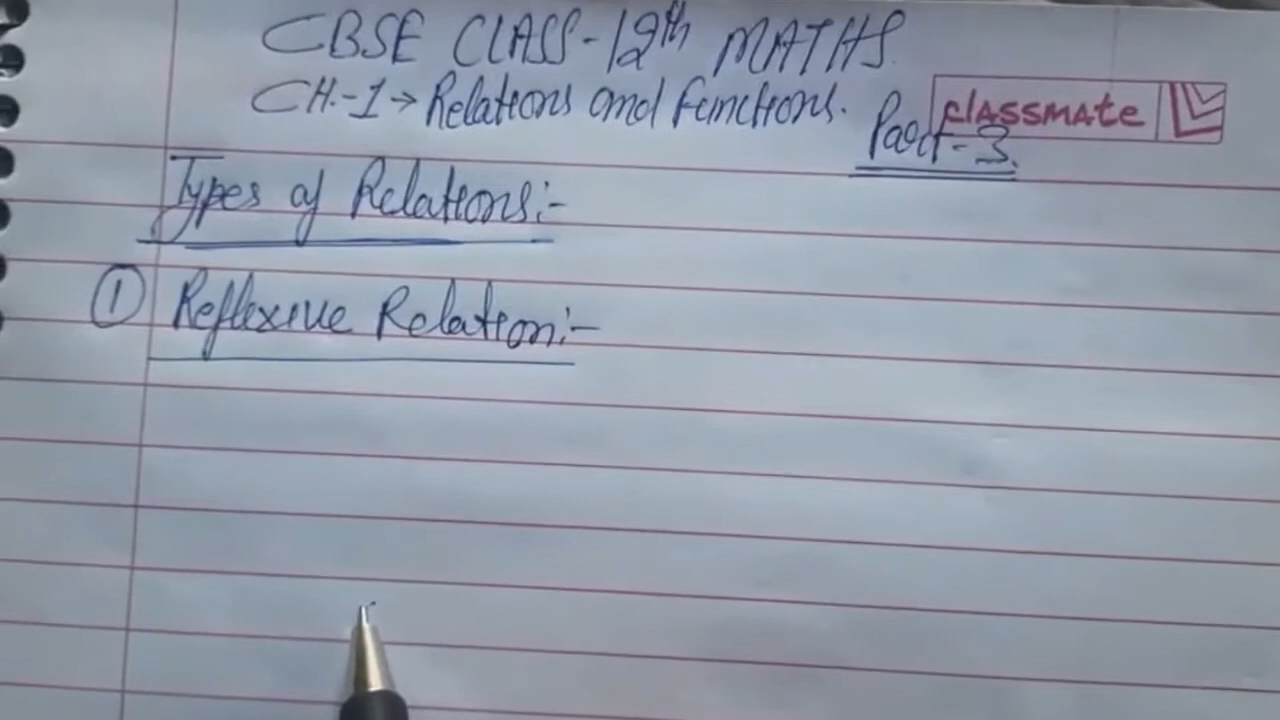 CBSE CLASS-12th MATHS.
CH.-1→ Relations and functions.
classmate
Part-3.
Types of Relations:-
① Reflexive Relation:-